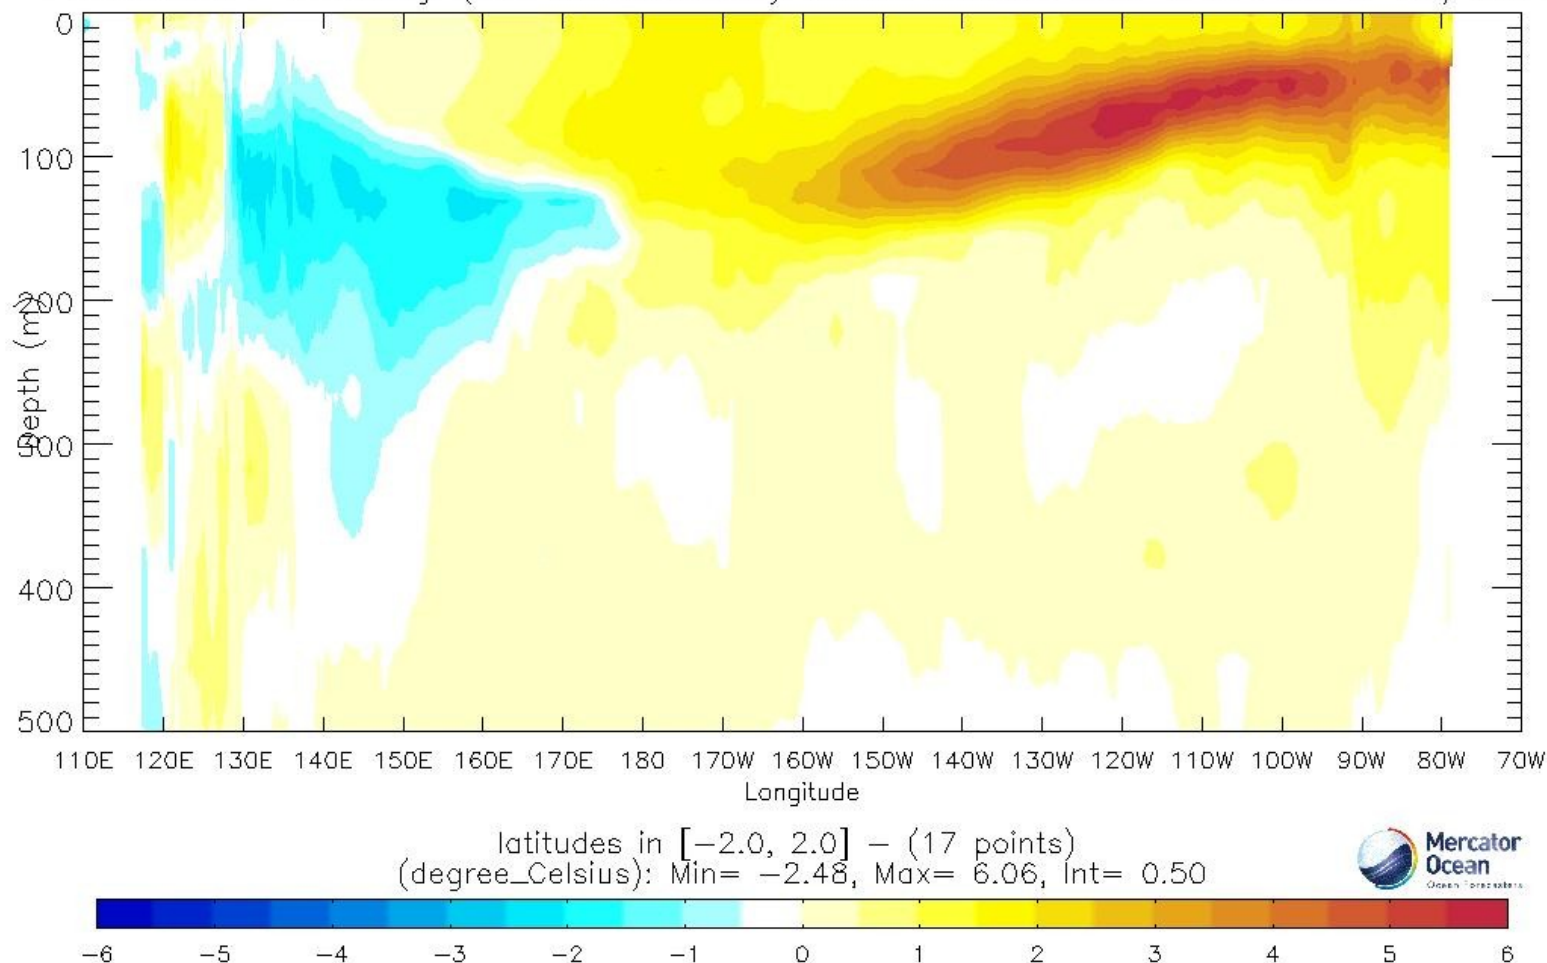 0
100
200
300
400
500
Depth (m)
110E 120E 130E 140E 150E 160E 170E 180 170W 160W 150W 140W 130W 120W 110W 100W 90W 80W 70W
Longitude
latitudes in [−2.0, 2.0] − (17 points)
(degree_Celsius): Min= −2.48, Max= 6.06, Int= 0.50
Mercator
Ocean
Ocean Forecasters
−6 −5 −4 −3 −2 −1 0 1 2 3 4 5 6